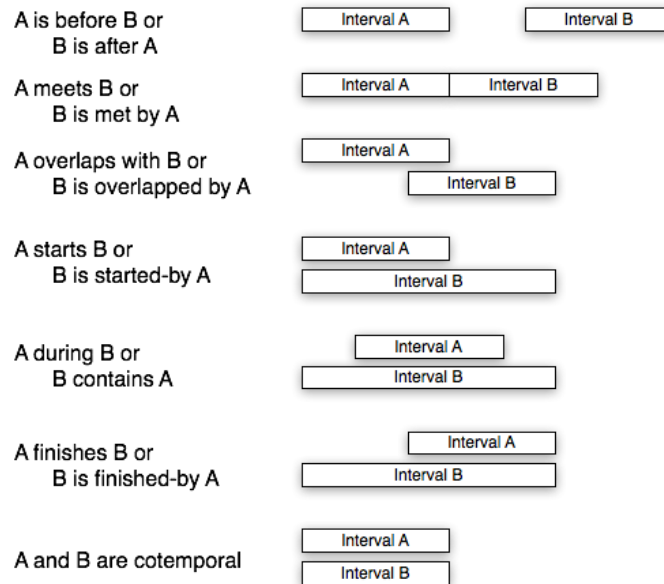 A is before B or
B is after A
Interval A
Interval B
A meets B or
B is met by A
Interval A
Interval B
A overlaps with B or
B is overlapped by A
Interval A
Interval B
A starts B or
B is started-by A
Interval A
Interval B
A during B or
B contains A
Interval A
Interval B
A finishes B or
B is finished-by A
Interval A
Interval B
A and B are cotemporal
Interval A
Interval B